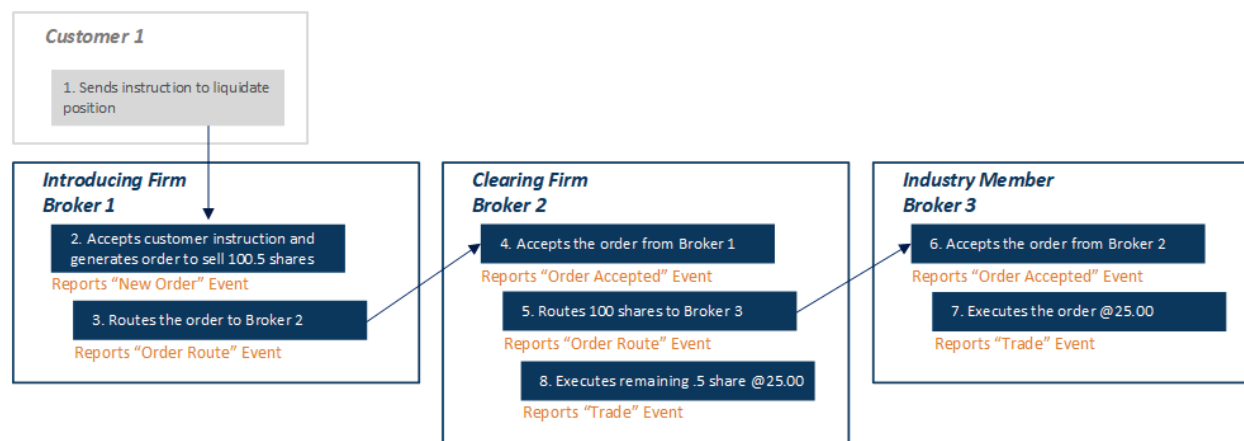 Customer 1
1. Sends instruction to liquidate
position
Introducing Firm
Broker 1
2. Accepts customer instruction and
generates order to sell 100.5 shares
Reports “New Order” Event
3. Routes the order to Broker 2
Reports “Order Route” Event
Clearing Firm
Broker 2
4. Accepts the order from Broker 1
Reports “Order Accepted” Event
5. Routes 100 shares to Broker 3
Reports “Order Route” Event
8. Executes remaining .5 share @25.00
Reports “Trade” Event
Industry Member
Broker 3
6. Accepts the order from Broker 2
Reports “Order Accepted” Event
7. Executes the order @25.00
Reports “Trade” Event